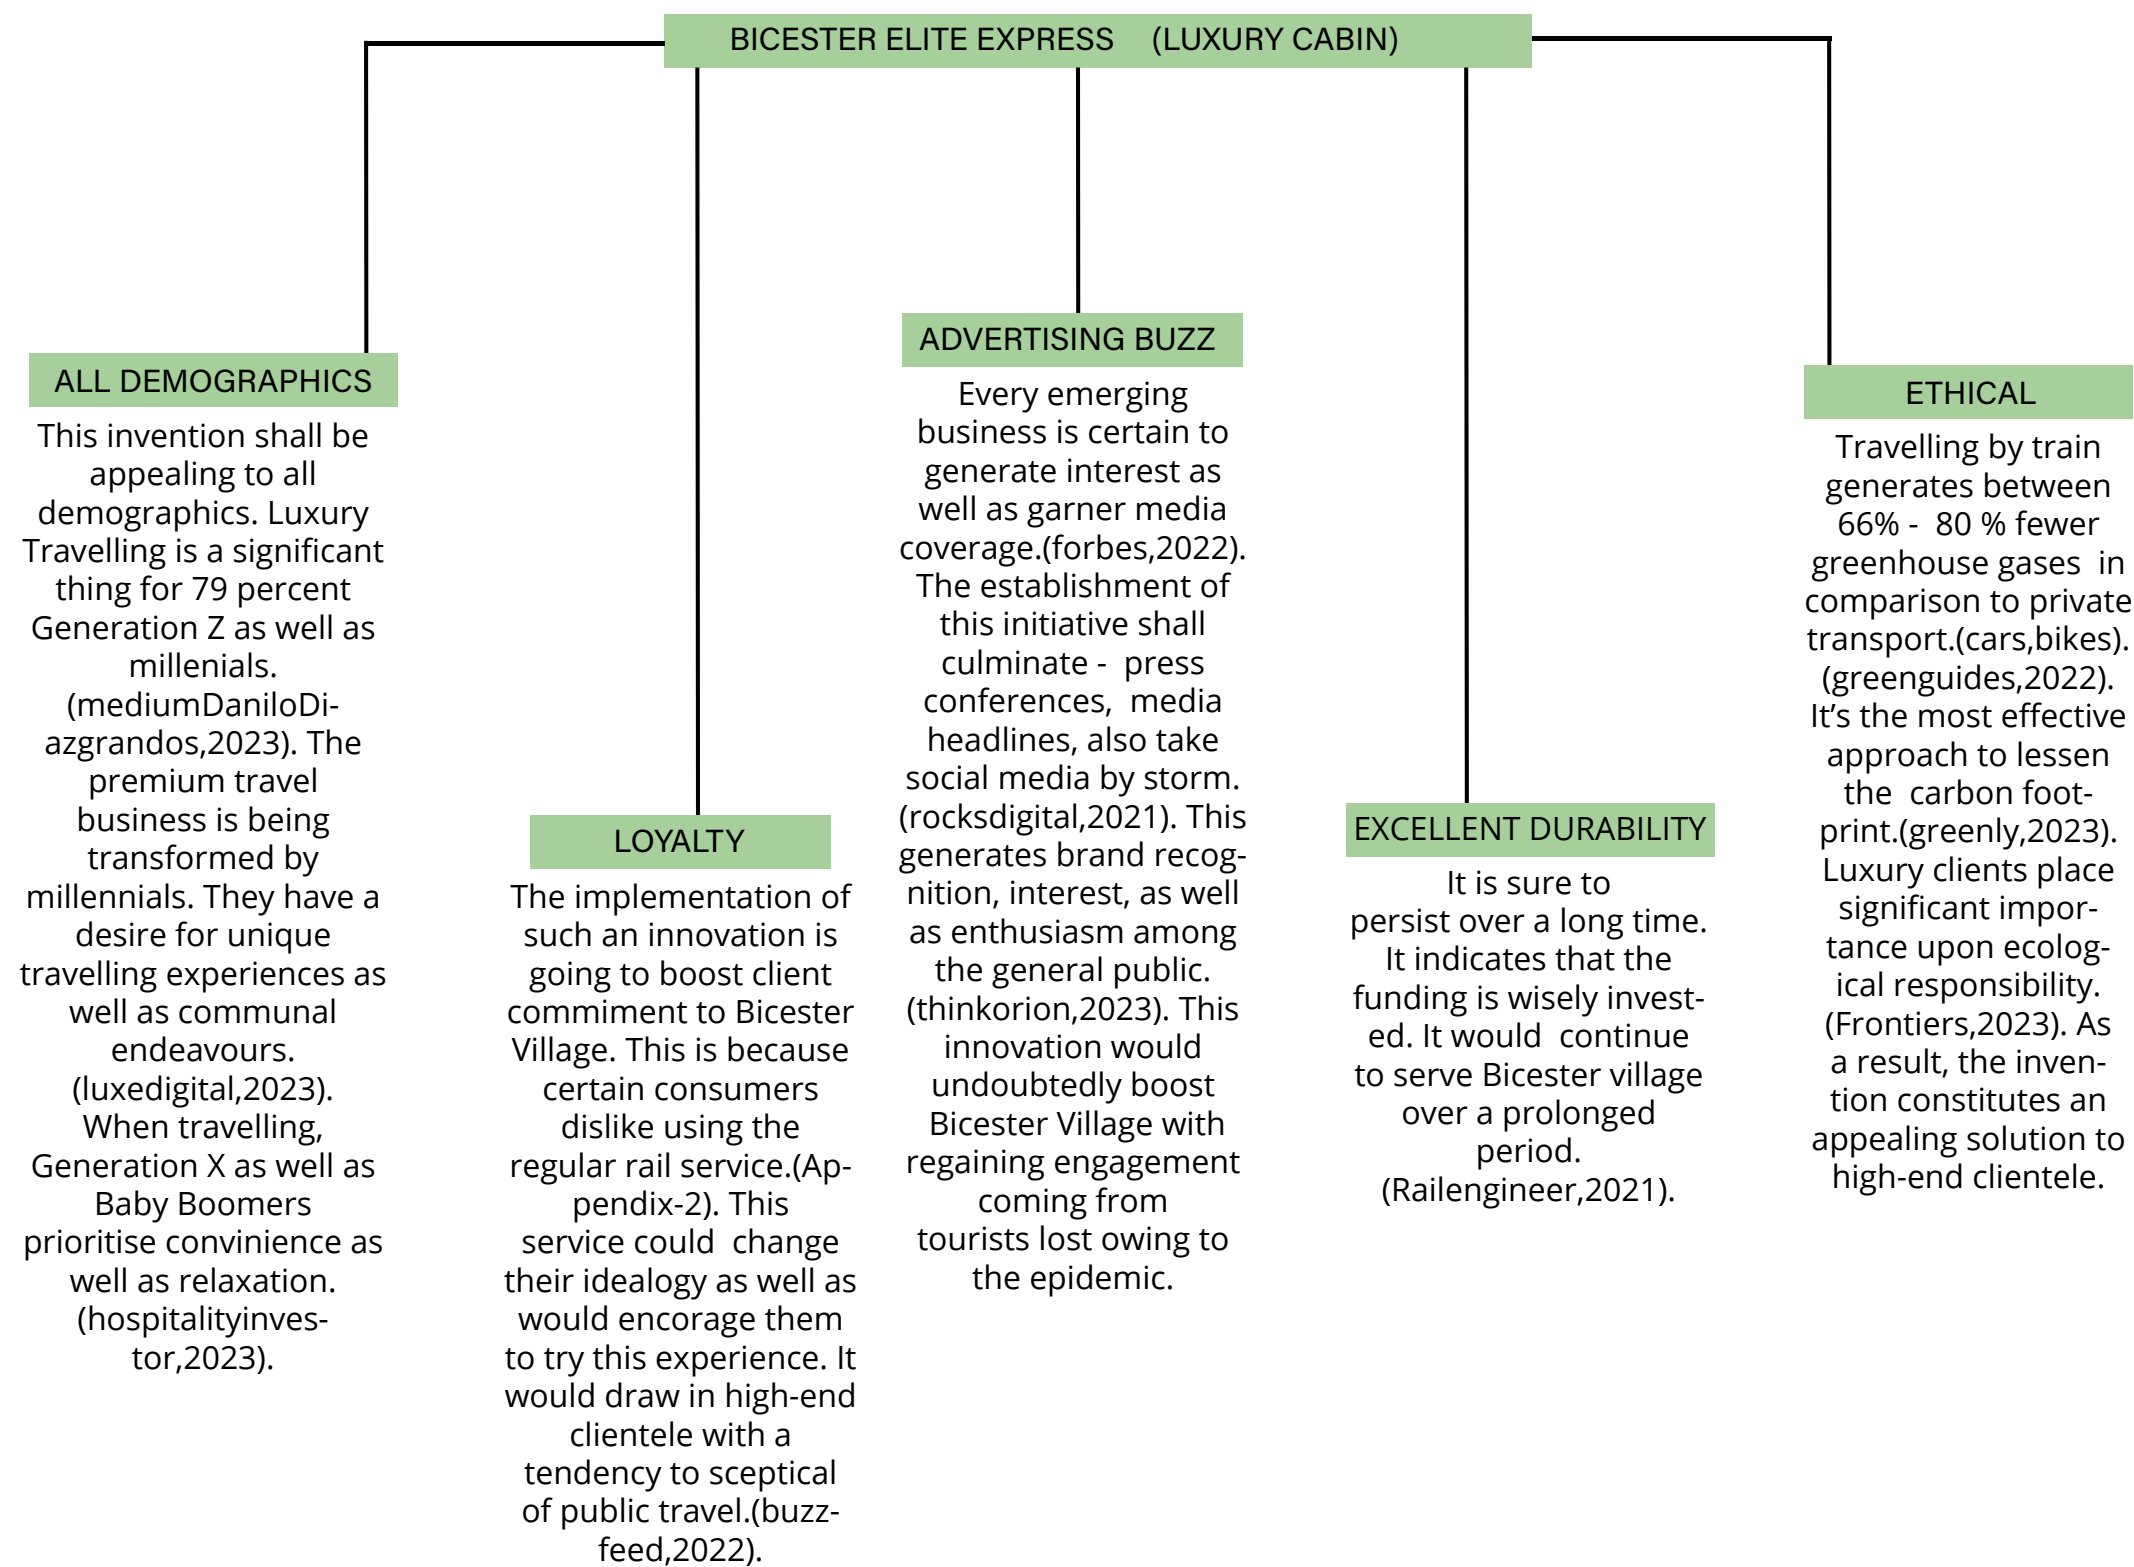 BICESTER ELITE EXPRESS (LUXURY CABIN)
ALL DEMOGRAPHICS
This invention shall be
appealing to all
demographics. Luxury
Travelling is a significant
thing for 79 percent
Generation Z as well as
millenials.
(mediumDaniloDi-
azgrandos,2023). The
premium travel
business is being
transformed by
millennials. They have a
desire for unique
travelling experiences as
well as communal
endeavours.
(luxedigital,2023).
When travelling,
Generation X as well as
Baby Boomers
prioritise convinience as
well as relaxation.
(hospitalityinves-
tor,2023).
LOYALTY
The implementation of
such an innovation is
going to boost client
commiment to Bicester
Village. This is because
certain consumers
dislike using the
regular rail service.(Ap-
pendix-2). This
service could change
their idealogy as well as
would encorage them
to try this experience. It
would draw in high-end
clientele with a
tendency to sceptical
of public travel.(buzz-
feed,2022).
ADVERTISING BUZZ
Every emerging
business is certain to
generate interest as
well as garner media
coverage.(forbes,2022).
The establishment of
this initiative shall
culminate - press
conferences, media
headlines, also take
social media by storm.
(rocksdigital,2021). This
generates brand recog-
nition, interest, as well
as enthusiasm among
the general public.
(thinkorion,2023). This
innovation would
undoubtedly boost
Bicester Village with
regaining engagement
coming from
tourists lost owing to
the epidemic.
EXCELLENT DURABILITY
It is sure to
persist over a long time.
It indicates that the
funding is wisely invest-
ed. It would continue
to serve Bicester village
over a prolonged
period.
(Railengineer,2021).
ETHICAL
Travelling by train
generates between
66% - 80 % fewer
greenhouse gases in
comparison to private
transport.(cars,bikes).
(greenguides,2022).
It’s the most effective
approach to lessen
the carbon foot-
print.(greenly,2023).
Luxury clients place
significant impor-
tance upon ecolog-
ical responsibility.
(Frontiers,2023). As
a result, the inven-
tion constitutes an
appealing solution to
high-end clientele.